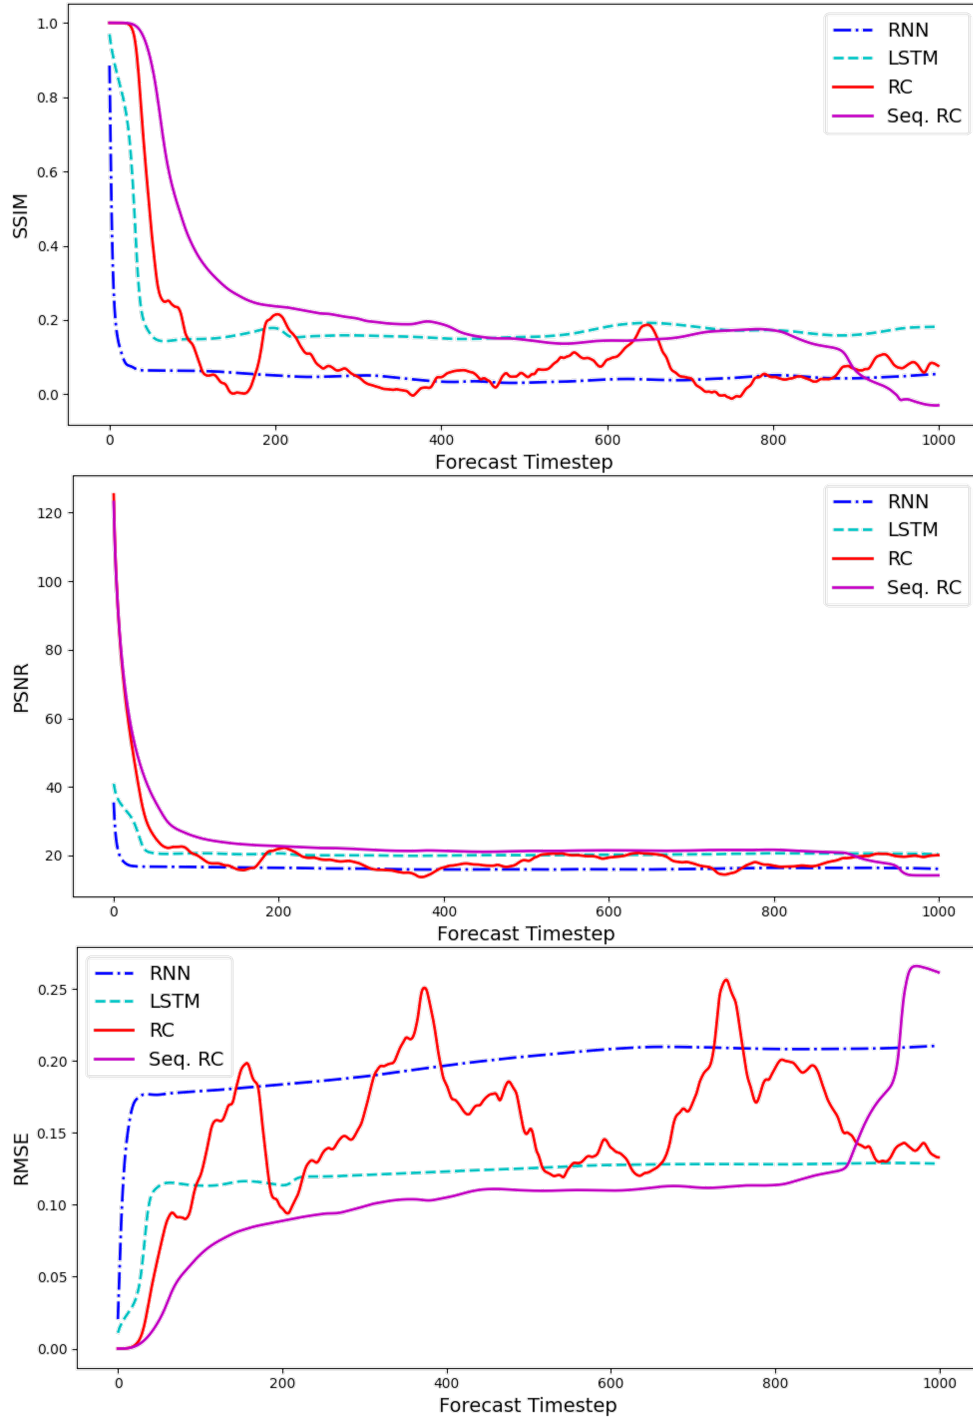 1.0
0.8
0.6
0.4
0.2
0.0
SSIM
RNN
LSTM
RC
Seq. RC
0 200 400 600 800 1000
Forecast Timestep
120
100
80
60
40
20
PSNR
RNN
LSTM
RC
Seq. RC
0 200 400 600 800 1000
Forecast Timestep
0.25
0.20
0.15
0.10
0.05
0.00
RMSE
RNN
LSTM
RC
Seq. RC
0 200 400 600 800 1000
Forecast Timestep